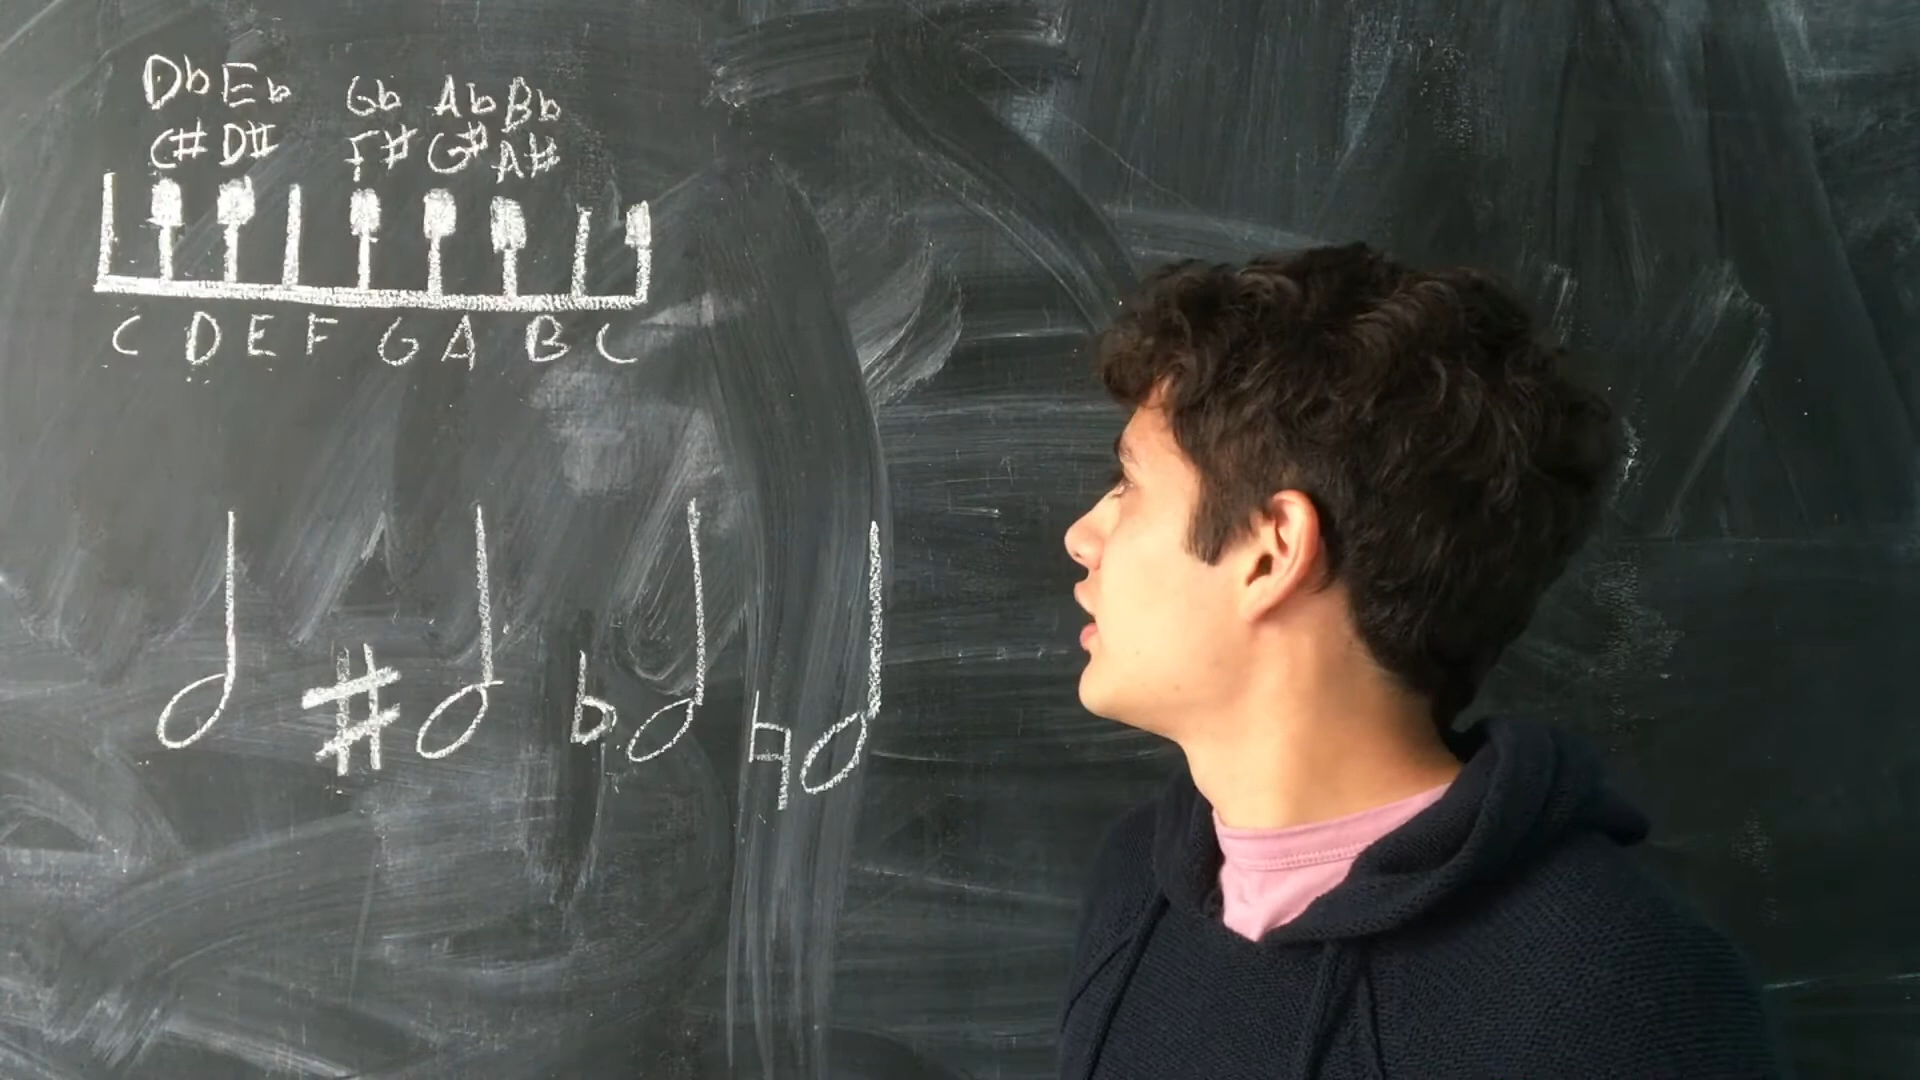 Db Eb Gb Ab Bb
C# D# F# G# A#
C D E F G A B C
# b ♮